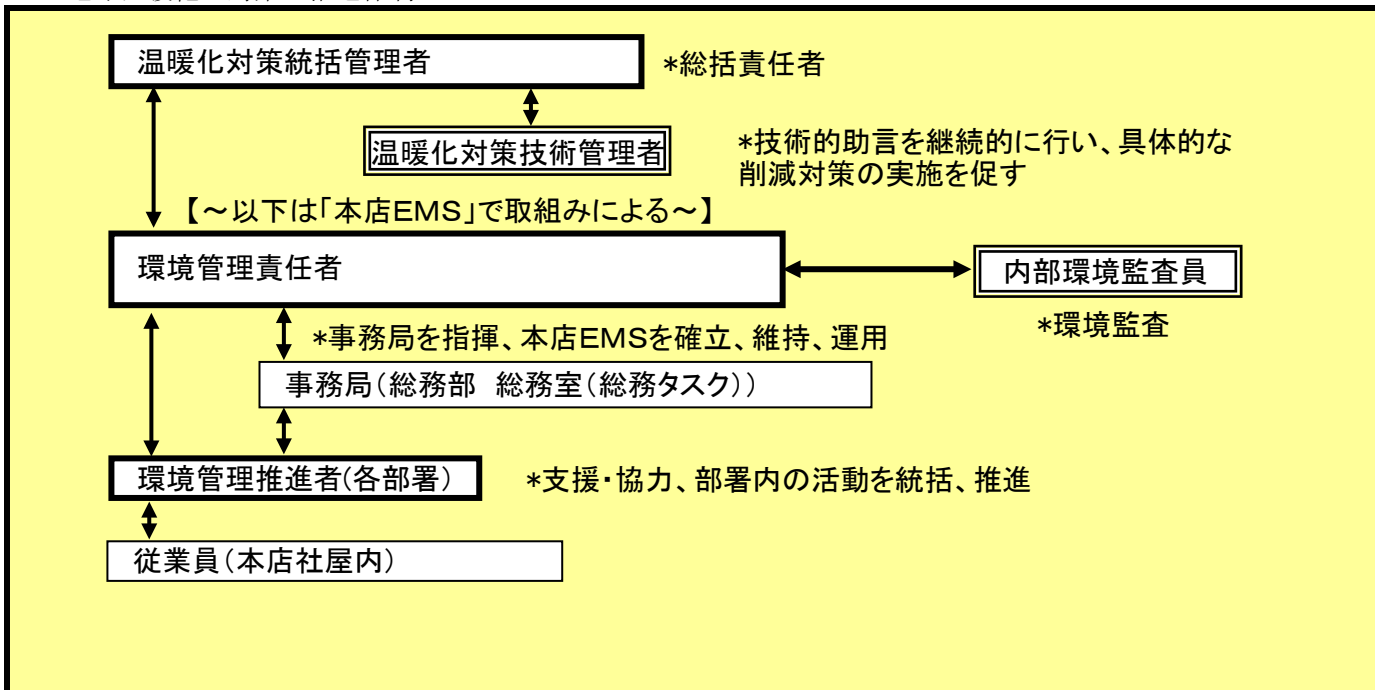 温暖化対策統括管理者
*総括責任者
温暖化対策技術管理者
*技術的助言を継続的に行い、具体的な
削減対策の実施を促す
【～以下は「本店EMS」で取組みによる～】
環境管理責任者
内部環境監査員
*環境監査
*事務局を指揮、本店EMSを確立、維持、運用
事務局(総務部　総務室(総務タスク))
環境管理推進者(各部署)
*支援・協力、部署内の活動を統括、推進
従業員(本店社屋内)